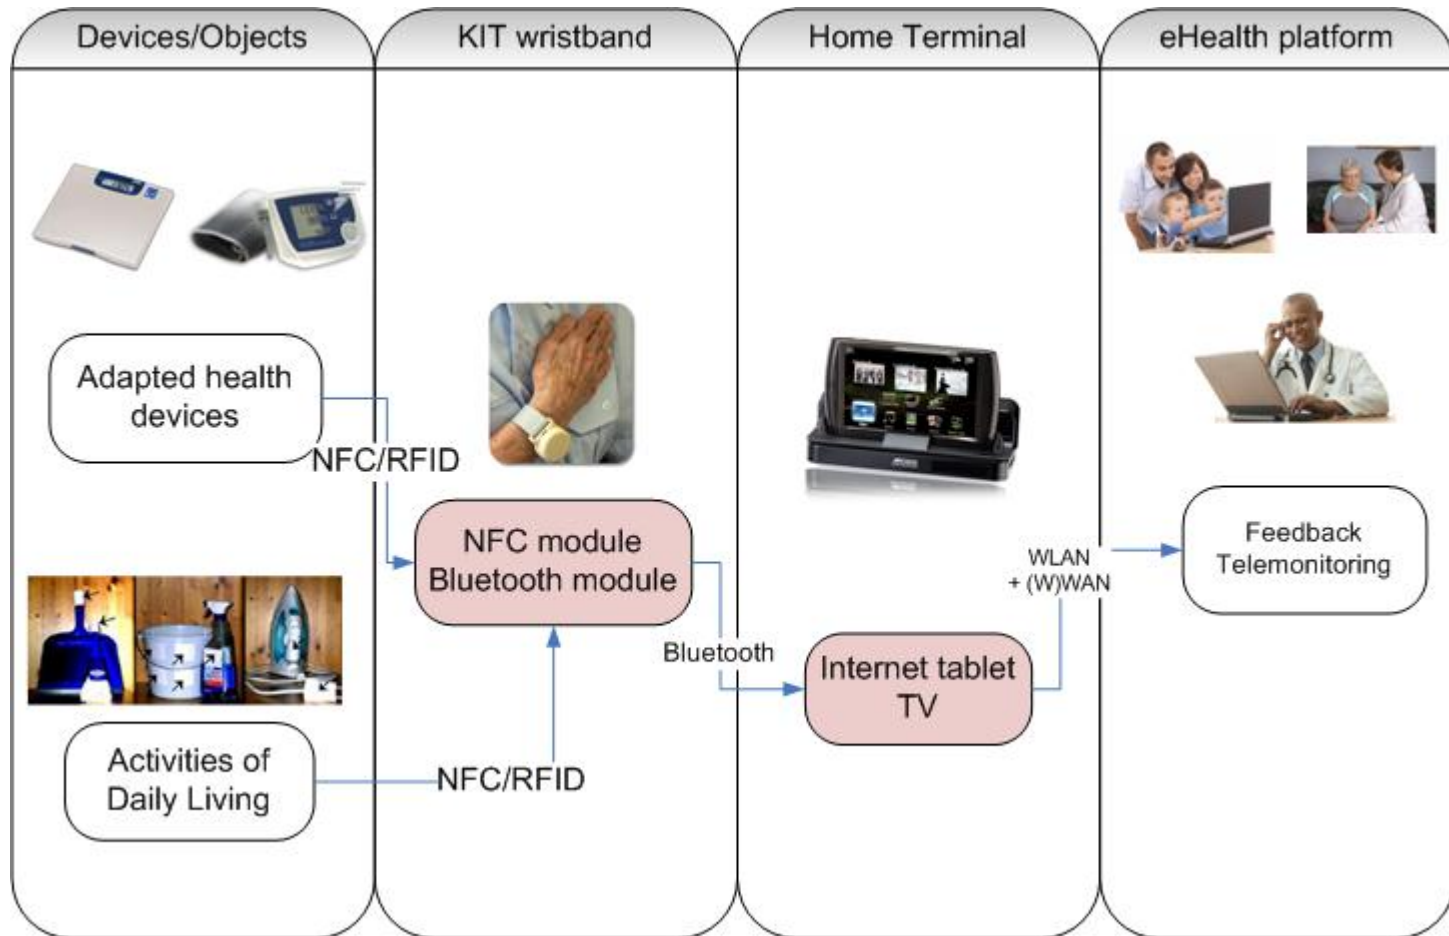 Devices/Objects
KIT wristband
Home Terminal
eHealth platform
Adapted health
devices
NFC/RFID
NFC module
Bluetooth module
Activities of
Daily Living
NFC/RFID
Bluetooth
Internet tablet
TV
WLAN
+ (W)WAN
Feedback
Telemonitoring